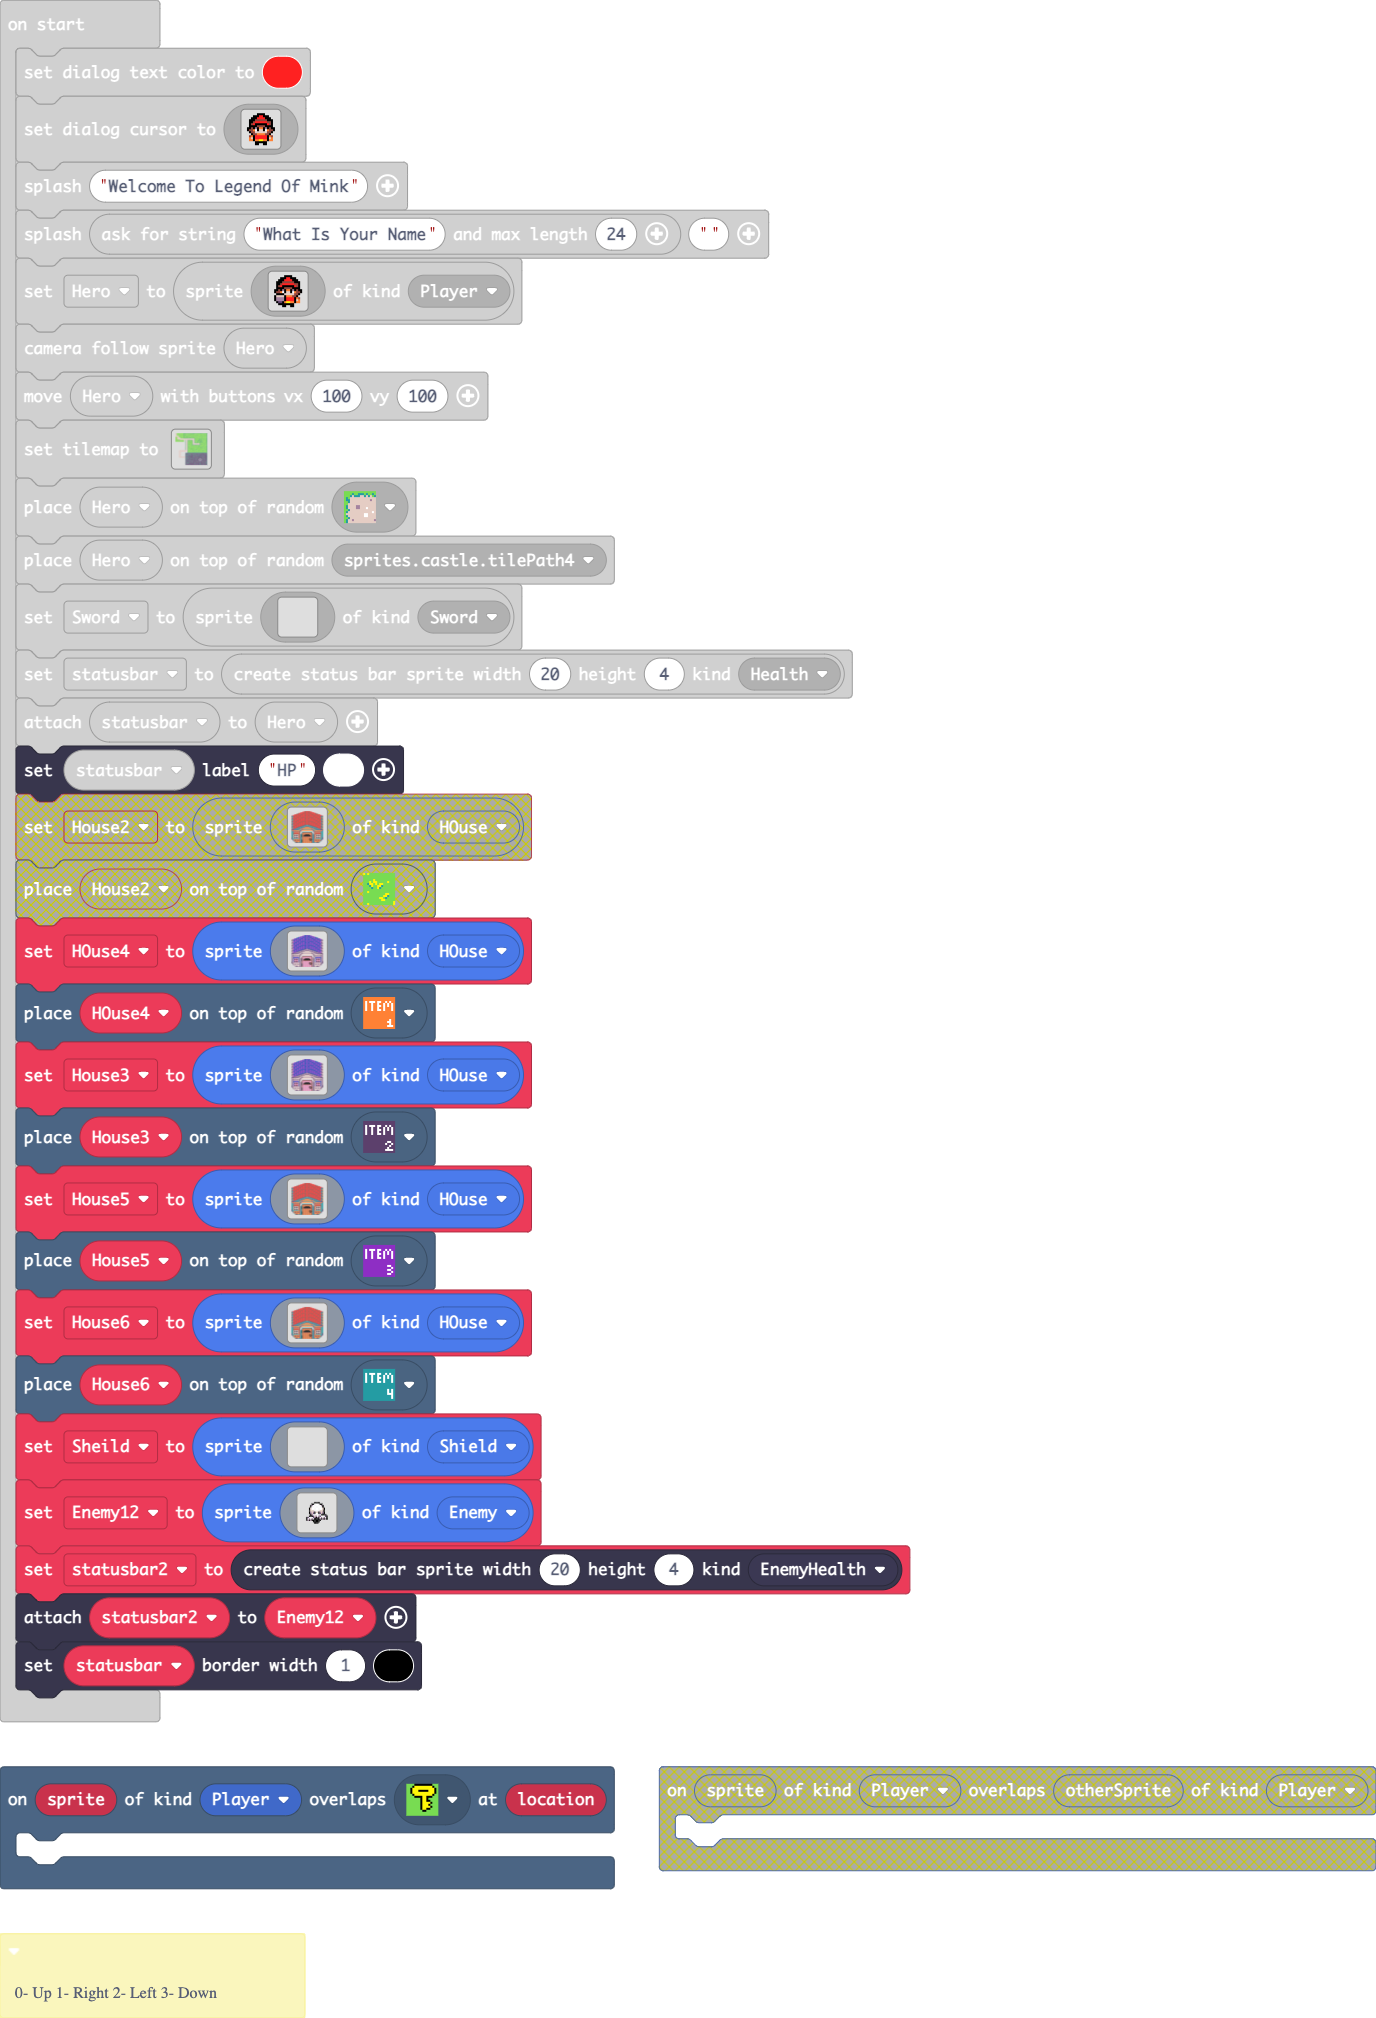 on start
set dialog text color to
set dialog cursor to
splash "Welcome To Legend Of Mink"
splash ask for string "What Is Your Name" and max length 24 " "
set Hero to sprite of kind Player
camera follow sprite Hero
move Hero with buttons vx 100 vy 100
set tilemap to
place Hero on top of random
place Hero on top of random sprites.castle.tilePath4
set Sword to sprite of kind Sword
set statusbar to create status bar sprite width 20 height 4 kind Health
attach statusbar to Hero
set statusbar label "HP"
set House2 to sprite of kind HOuse
place House2 on top of random
set HOuse4 to sprite of kind HOuse
place HOuse4 on top of random ITEM 1
set House3 to sprite of kind HOuse
place House3 on top of random ITEM 2
set House5 to sprite of kind HOuse
place House5 on top of random ITEM 3
set House6 to sprite of kind HOuse
place House6 on top of random ITEM 4
set Sheild to sprite of kind Shield
set Enemy12 to sprite of kind Enemy
set statusbar2 to create status bar sprite width 20 height 4 kind EnemyHealth
attach statusbar2 to Enemy12
set statusbar border width 1
on sprite of kind Player overlaps at location
on sprite of kind Player overlaps otherSprite of kind Player
0- Up 1- Right 2- Left 3- Down